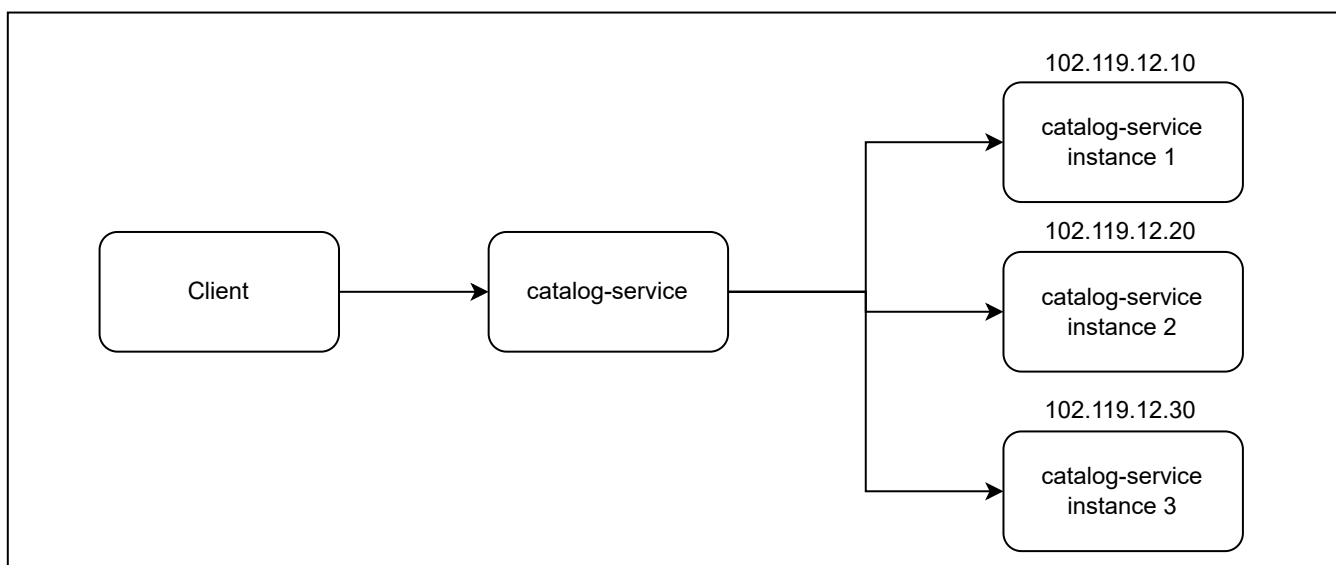 Client
catalog-service
102.119.12.10
catalog-service
instance 1
102.119.12.20
catalog-service
instance 2
102.119.12.30
catalog-service
instance 3